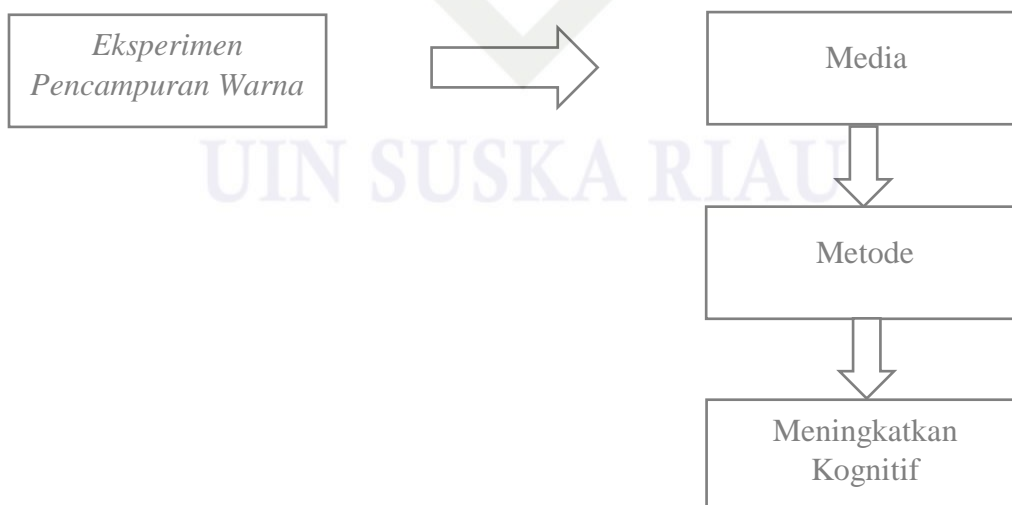 Eksperimen
Pencampuran Warna
Media
UIN SUSKA RIAU
Metode
Meningkatkan
Kognitif